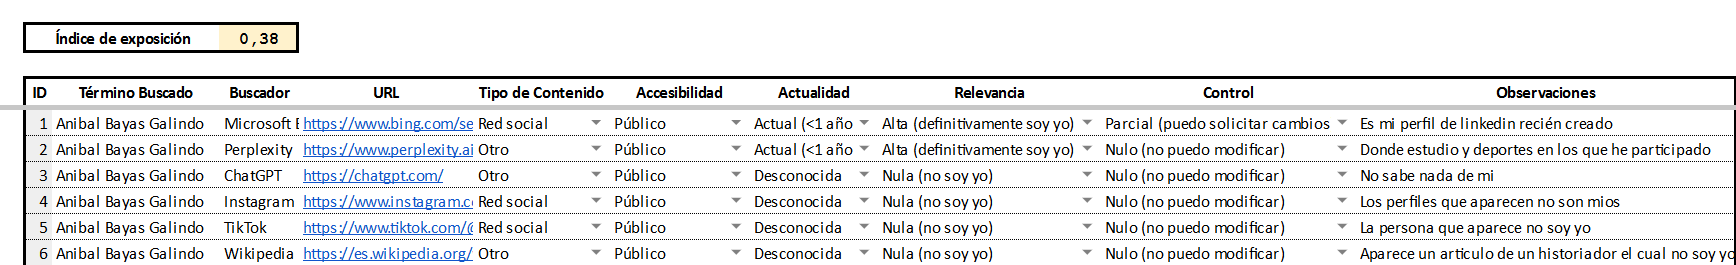 Índice de exposición 0,38
ID Término Buscado Buscador URL Tipo de Contenido Accesibilidad Actualidad Relevancia Control Observaciones
1 Anibal Bayas Galindo Microsoft E https://www.bing.com/se Red social Público Actual (<1 año Alta (definitivamente soy yo) Parcial (puedo solicitar cambios Es mi perfil de linkedin recién creado
2 Anibal Bayas Galindo Perplexity https://www.perplexity.ai Otro Público Actual (<1 año Alta (definitivamente soy yo) Nulo (no puedo modificar) Donde estudio y deportes en los que he participado
3 Anibal Bayas Galindo ChatGPT https://chatgpt.com/ Otro Público Desconocida Nula (no soy yo) Nulo (no puedo modificar) No sabe nada de mi
4 Anibal Bayas Galindo Instagram https://www.instagram.c Red social Público Desconocida Nula (no soy yo) Nulo (no puedo modificar) Los perfiles que aparecen no son mios
5 Anibal Bayas Galindo TikTok https://www.tiktok.com/@ Red social Público Desconocida Nula (no soy yo) Nulo (no puedo modificar) La persona que aparece no soy yo
6 Anibal Bayas Galindo Wikipedia https://es.wikipedia.org/ Otro Público Desconocida Nula (no soy yo) Nulo (no puedo modificar) Aparece un articulo de un historiador el cual no soy yo